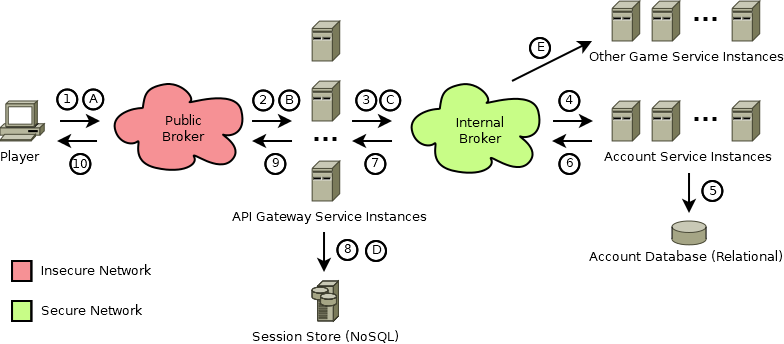 E
Other Game Service Instances
1 A
2 B
3 C
4
Player
Public
Broker
Internal
Broker
10
9
7
6
Account Service Instances
API Gateway Service Instances
5
8 D
Account Database (Relational)
Insecure Network
Secure Network
Session Store (NoSQL)